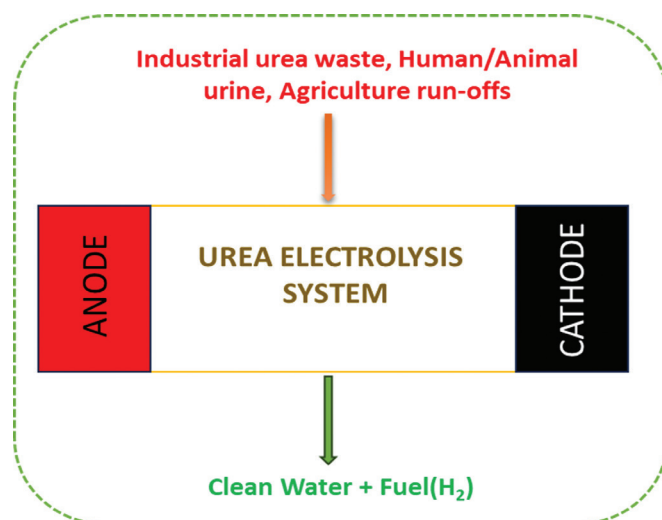 Industrial urea waste, Human/Animal
urine, Agriculture run-offs
ANODE
UREA ELECTROLYSIS
SYSTEM
CATHODE
Clean Water + Fuel(H₂)